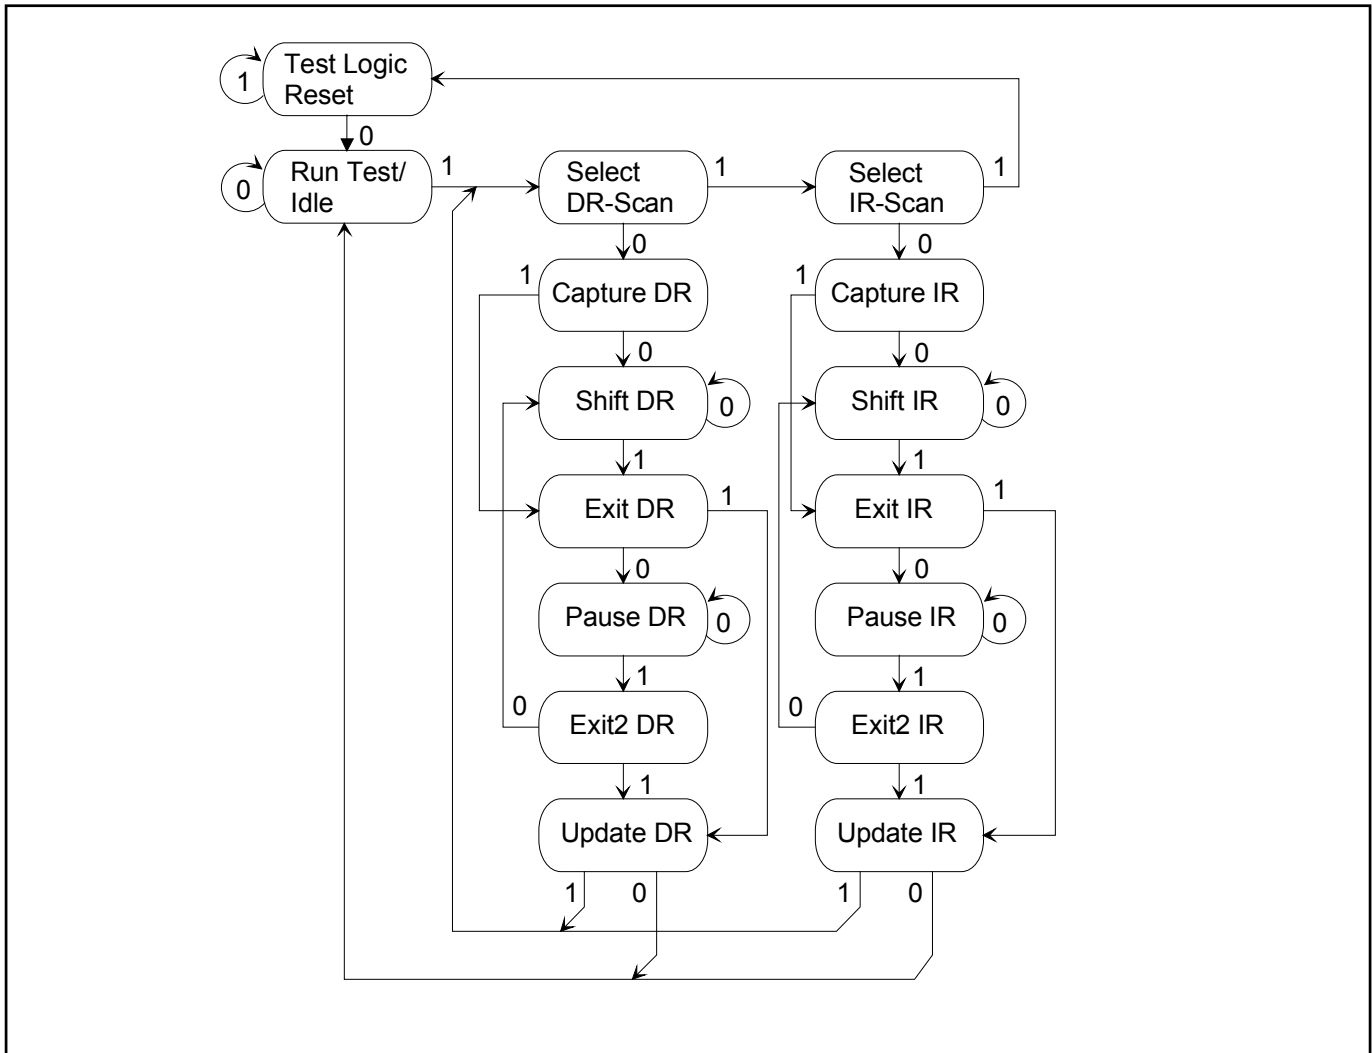 Test Logic
Reset
1
0
Run Test/
Idle
0
1
Select
DR-Scan
1
Select
IR-Scan
1
0
0
1
Capture DR
1
Capture IR
0
0
Shift DR
0
Shift IR
0
1
1
Exit DR
1
Exit IR
1
0
0
Pause DR
0
Pause IR
0
1
1
0
Exit2 DR
0
Exit2 IR
1
1
Update DR
Update IR
1
0
1
0